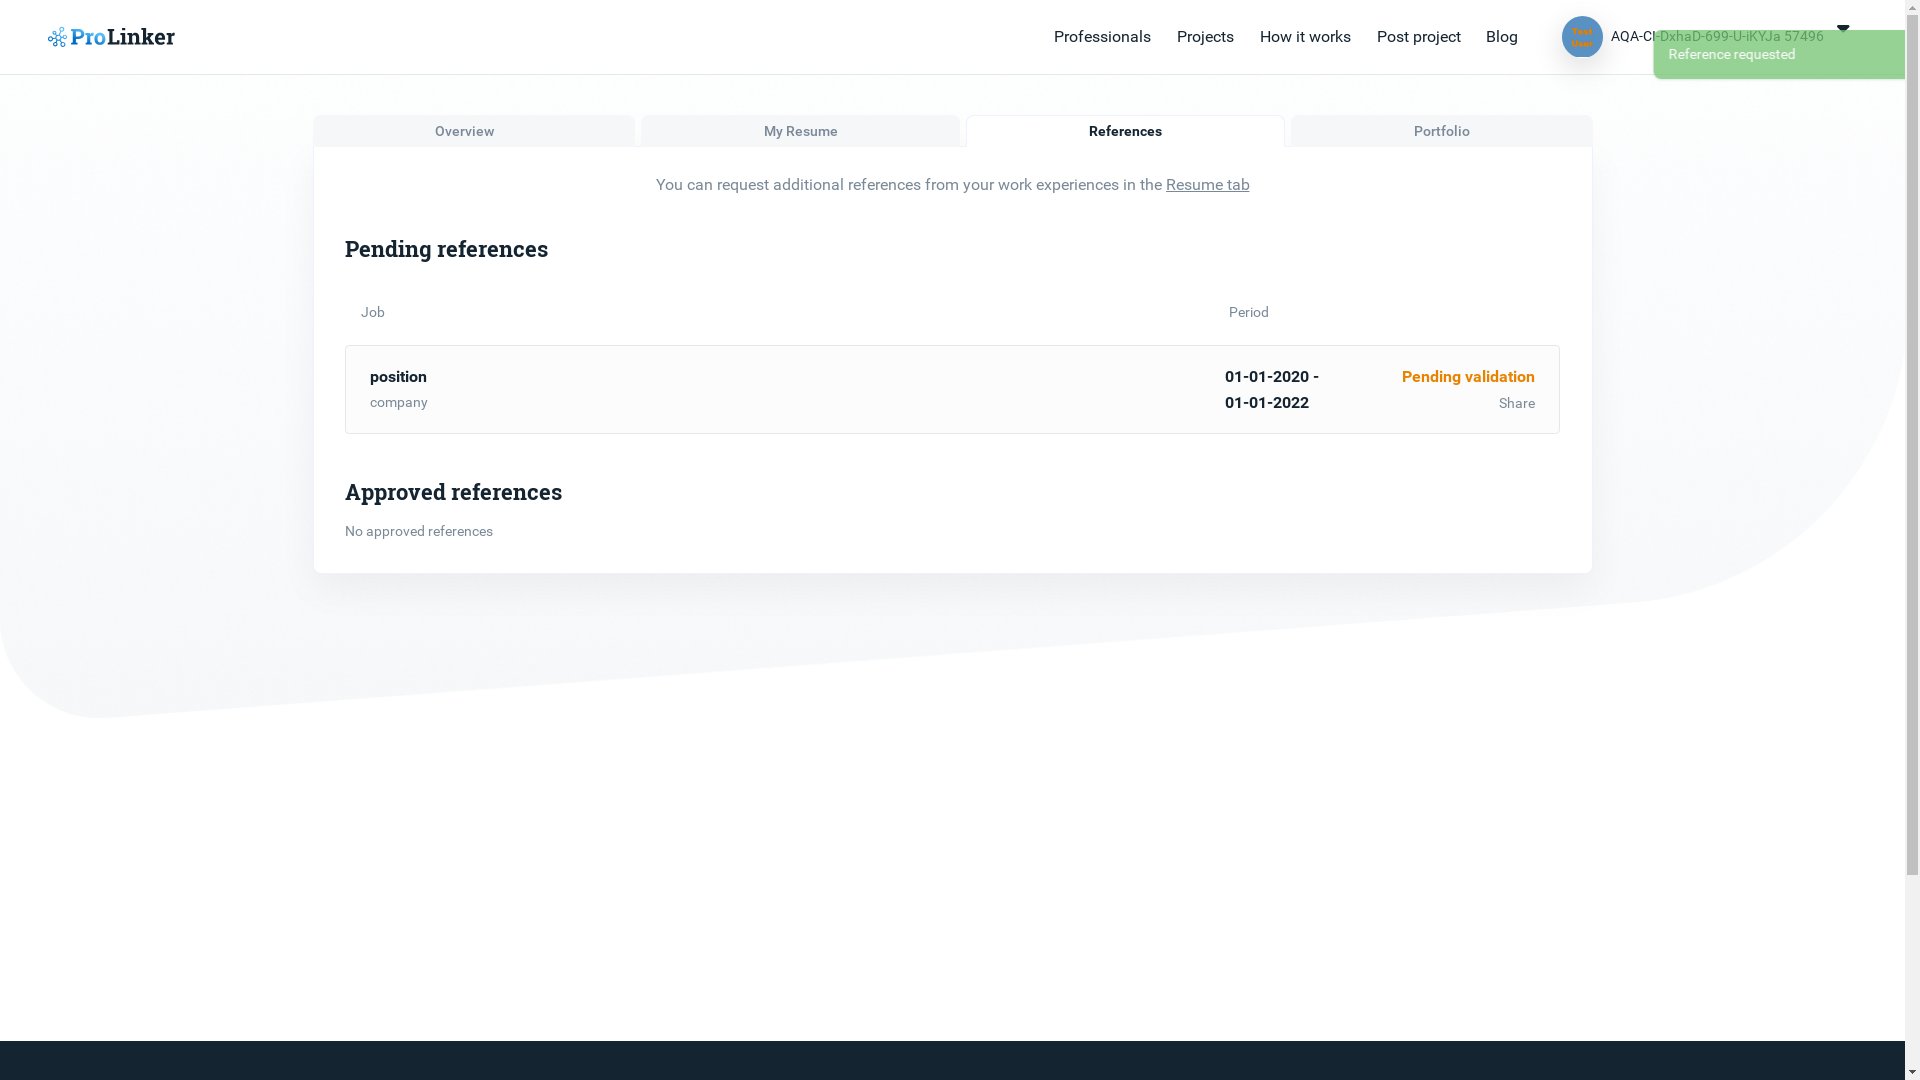 ProLinker
Professionals
Projects
How it works
Post project
Blog
Test User
AQA-CI-DxhaD-699-U-iKYJa 57496
Reference requested
Overview
My Resume
References
Portfolio
You can request additional references from your work experiences in the Resume tab
Pending references
Job
Period
position
01-01-2020 -
Pending validation
company
01-01-2022
Share
Approved references
No approved references